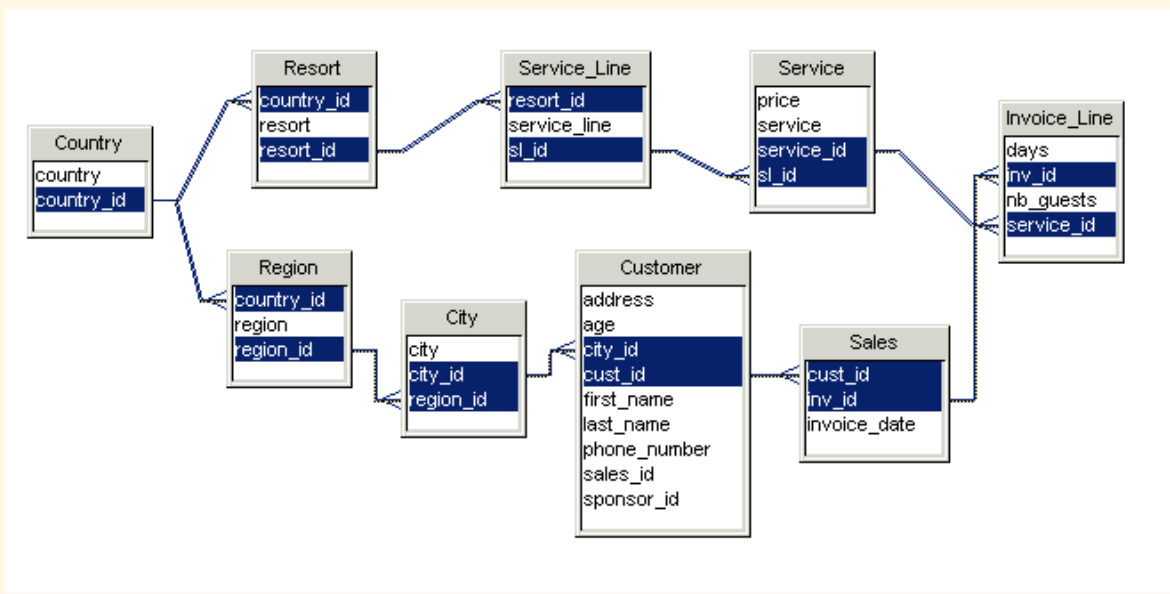 Country
country
country_id
Resort
country_id
resort
resort_id
Service_Line
resort_id
service_line
sl_id
Service
price
service
service_id
sl_id
Invoice_Line
days
inv_id
nb_guests
service_id
Region
country_id
region
region_id
City
city
city_id
region_id
Customer
address
age
city_id
cust_id
first_name
last_name
phone_number
sales_id
sponsor_id
Sales
cust_id
inv_id
invoice_date